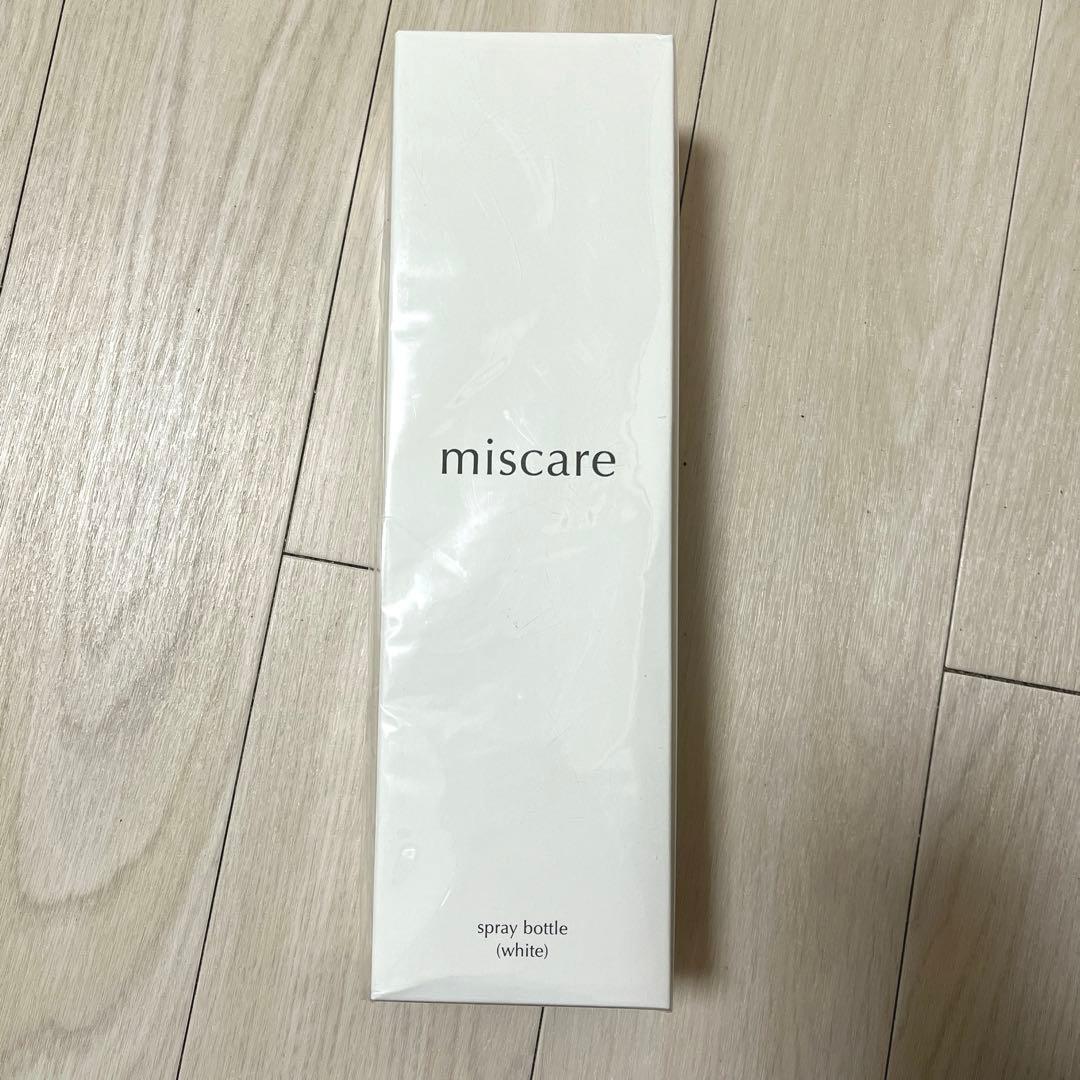 miscare
spray bottle
(white)